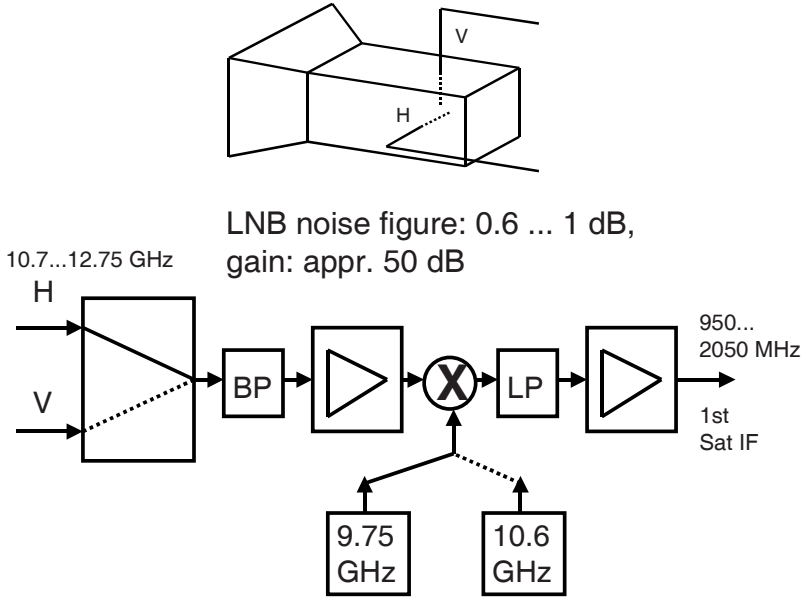 V
H
LNB noise figure: 0.6 ... 1 dB,
gain: appr. 50 dB
10.7...12.75 GHz
H
V
BP
X
LP
950...
2050 MHz
1st
Sat IF
9.75
GHz
10.6
GHz